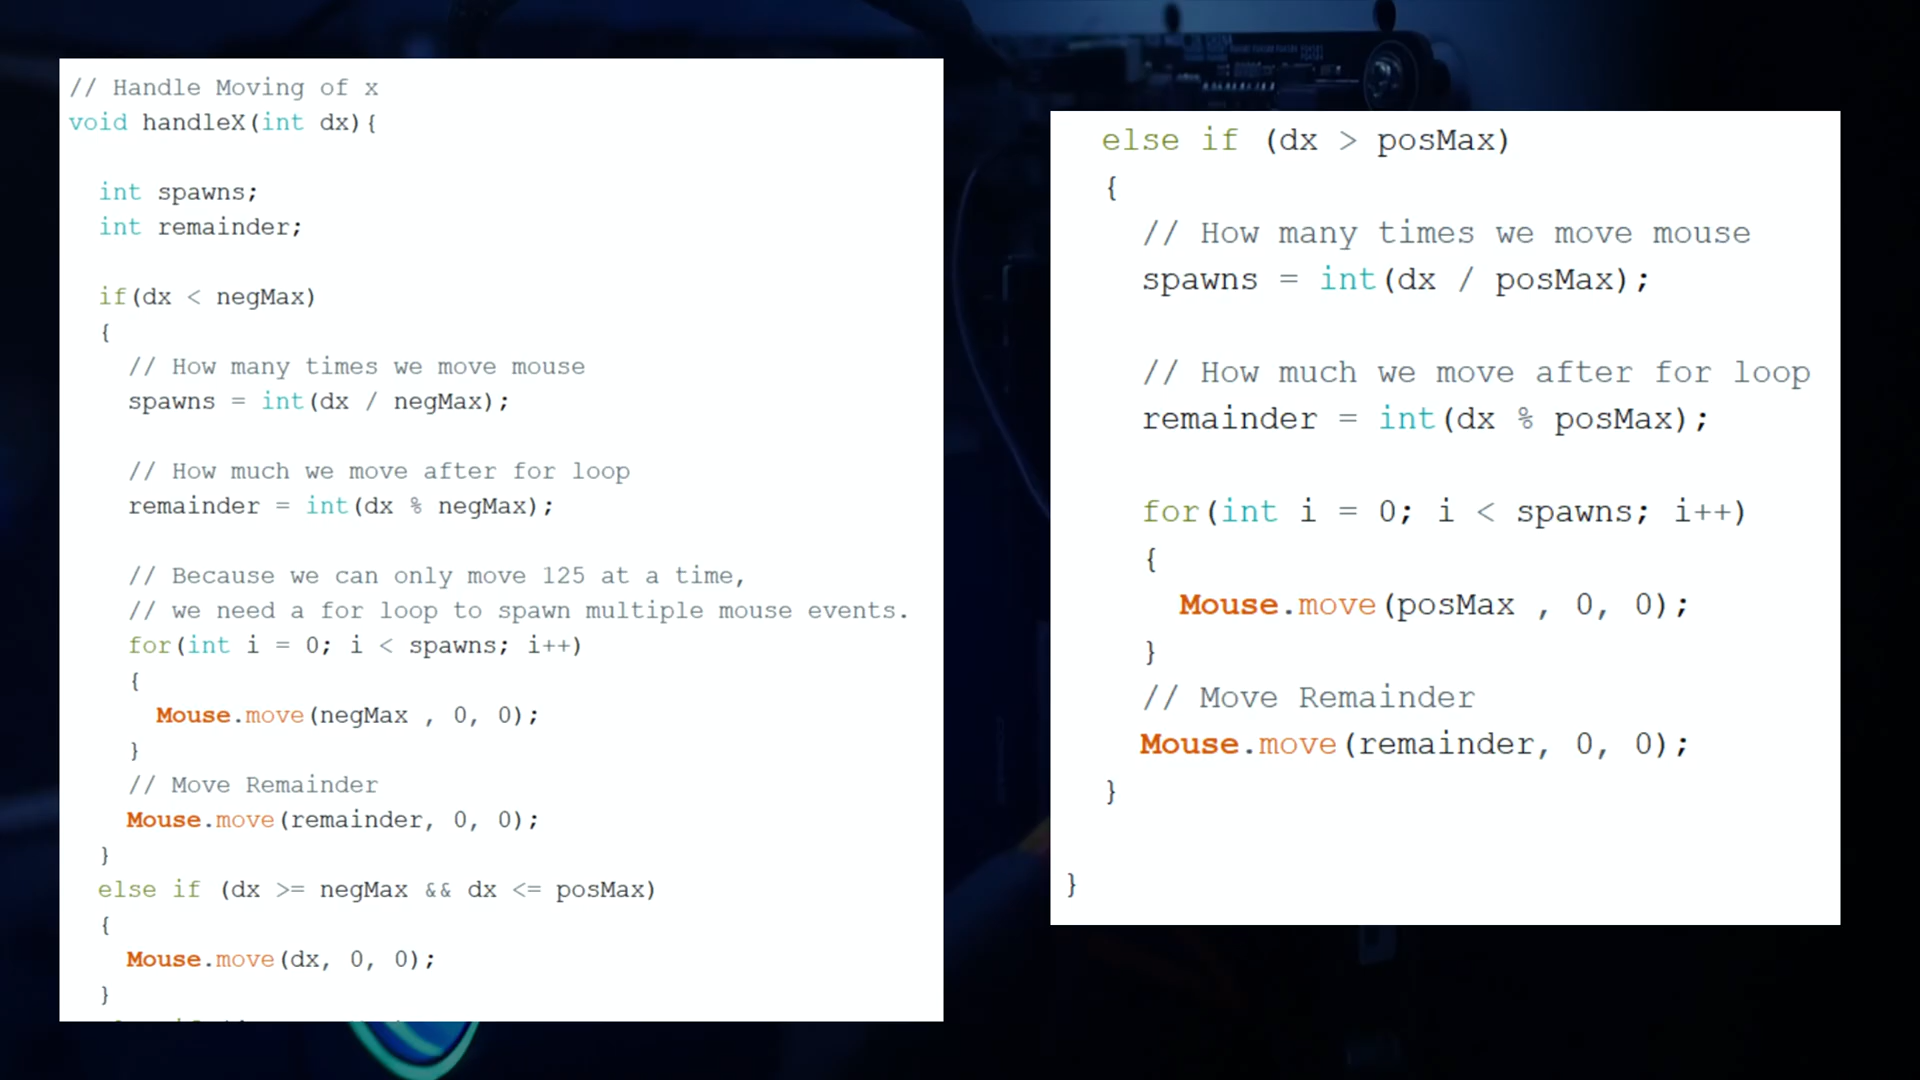 // Handle Moving of x
void handleX(int dx){
int spawns;
int remainder;
if(dx < negMax)
{
// How many times we move mouse
spawns = int(dx / negMax);
// How much we move after for loop
remainder = int(dx % negMax);
// Because we can only move 125 at a time,
// we need a for loop to spawn multiple mouse events.
for(int i = 0; i < spawns; i++)
{
Mouse.move(negMax , 0, 0);
}
// Move Remainder
Mouse.move(remainder, 0, 0);
}
else if (dx >= negMax && dx <= posMax)
{
Mouse.move(dx, 0, 0);
}
else if (dx > posMax)
{
// How many times we move mouse
spawns = int(dx / posMax);
// How much we move after for loop
remainder = int(dx % posMax);
for(int i = 0; i < spawns; i++)
{
Mouse.move(posMax , 0, 0);
}
// Move Remainder
Mouse.move(remainder, 0, 0);
}
}